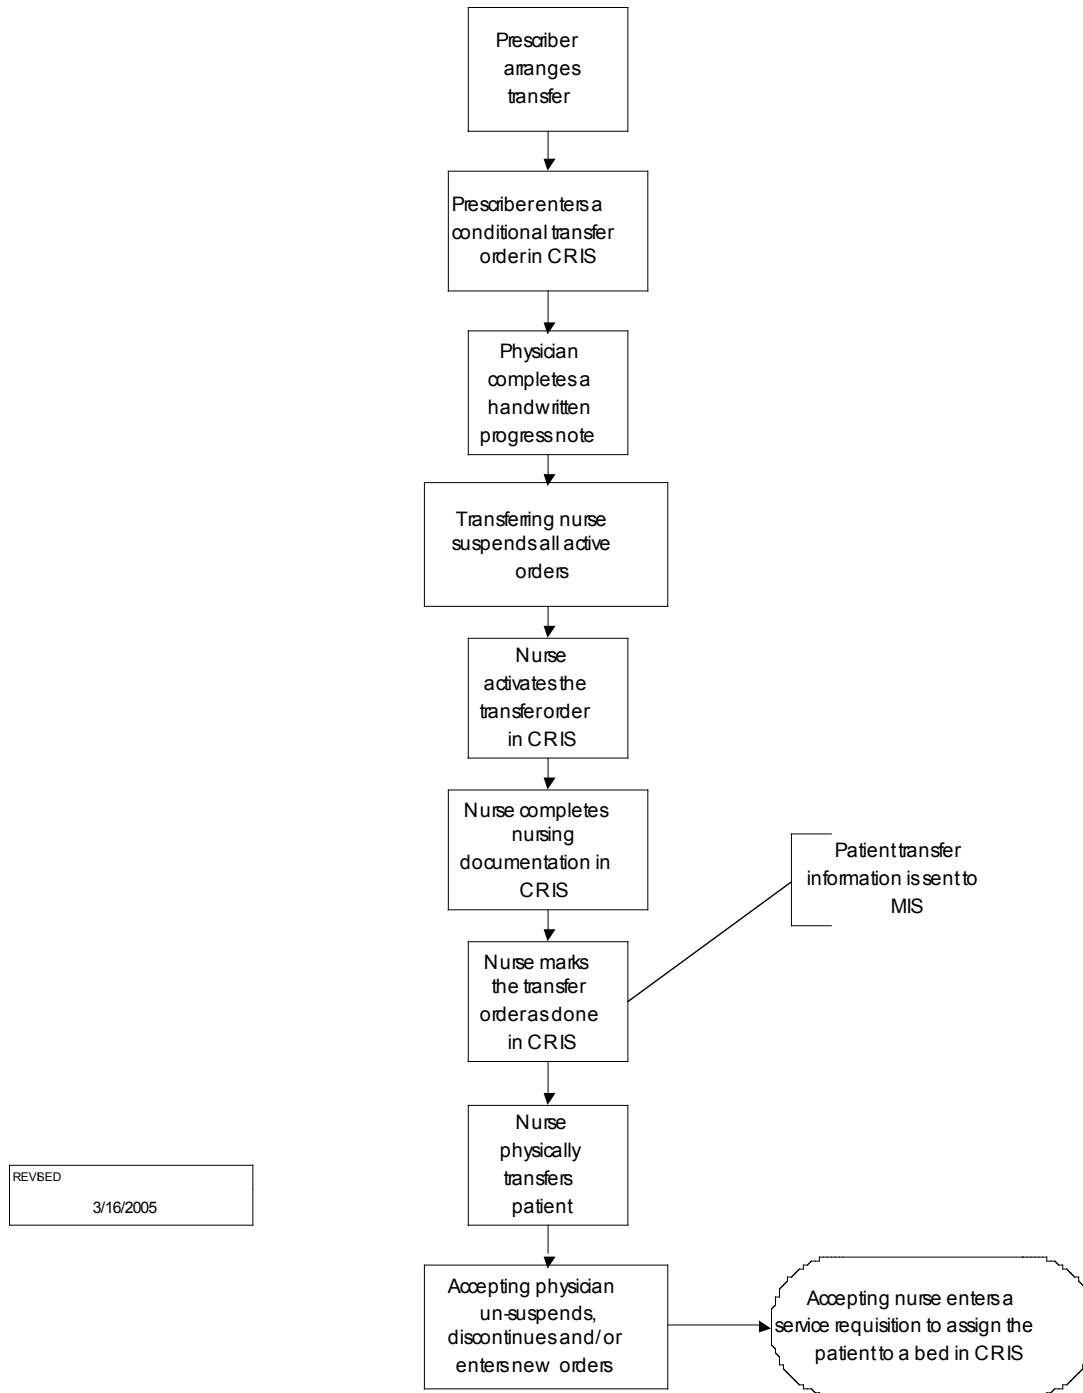 Prescriber
arranges
transfer
Prescriber enters a
conditional transfer
order in CRIS
Physician
completes a
handwritten
progress note
Transferring nurse
suspends all active
orders
Nurse
activates the
transfer order
in CRIS
Nurse completes
nursing
documentation in
CRIS
Patient transfer
information is sent to
MIS
Nurse marks
the transfer
order as done
in CRIS
Nurse
physically
transfers
patient
REVISED
3/16/2005
Accepting physician
un-suspends,
discontinues and/ or
enters new orders
Accepting nurse enters a
service requisition to assign the
patient to a bed in CRIS